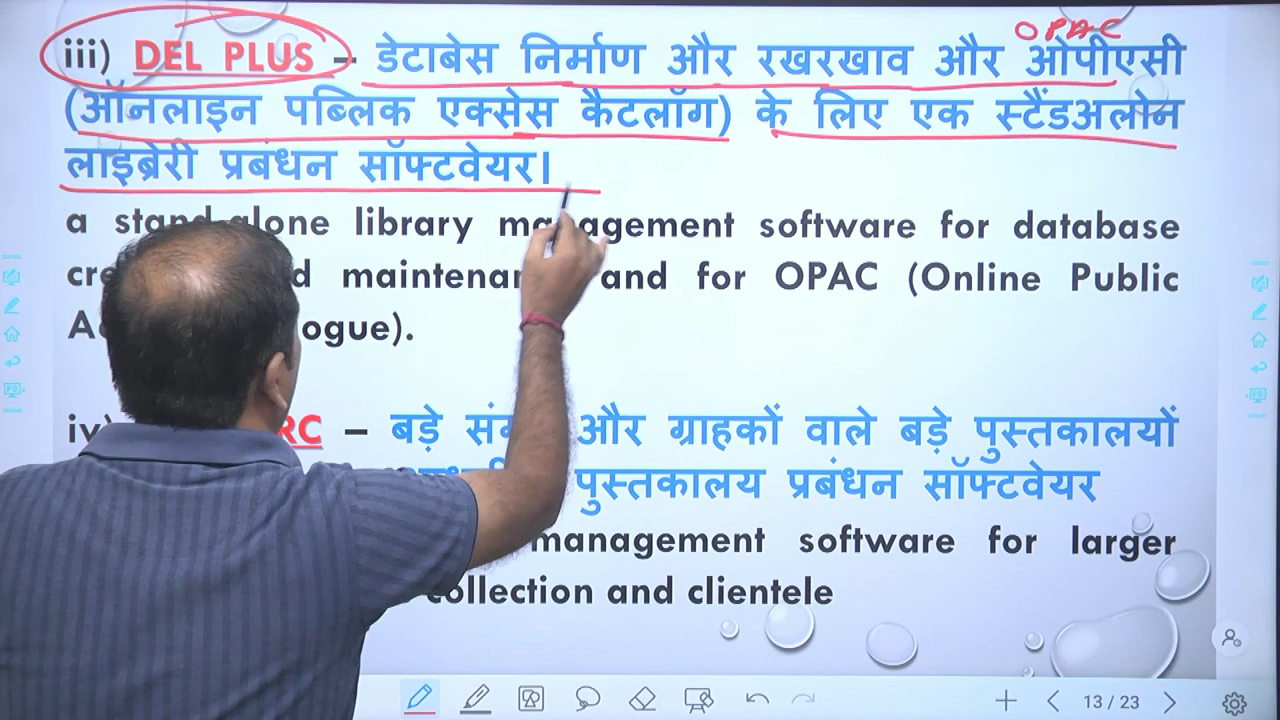 OPAC
iii) DEL PLUS – डेटाबेस निर्माण और रखरखाव और ओपीएसी
(ऑनलाइन पब्लिक एक्सेस कैटलॉग) के लिए एक स्टैंडअलोन
लाइब्रेरी प्रबंधन सॉफ्टवेयर।
a stand-alone library management software for database
maintenan and for OPAC (Online Public
ogue).
iv) RC – बड़े और ग्राहकों वाले बड़े पुस्तकालयों
पुस्तकालय प्रबंधन सॉफ्टवेयर
management software for larger
collection and clientele
13 / 23